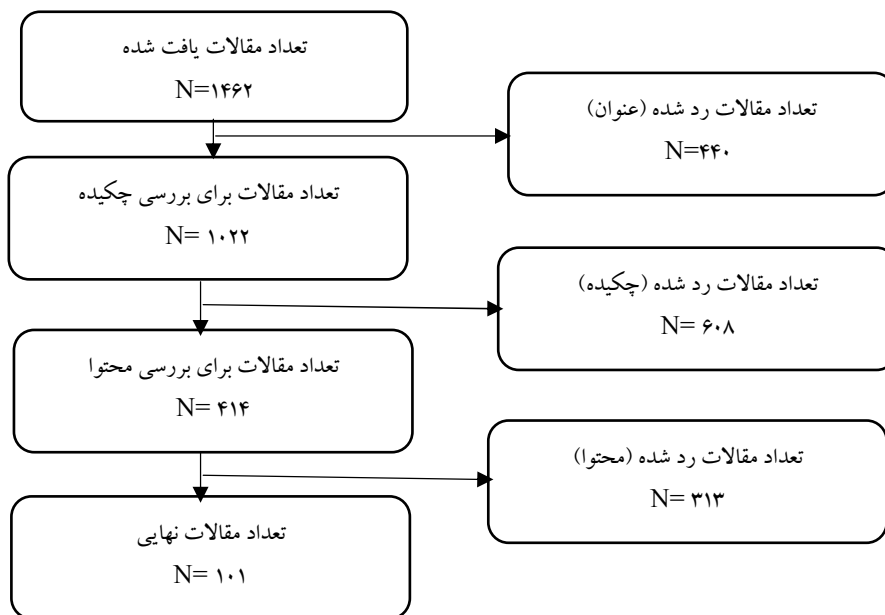 تعداد مقالات یافت شده
N=۱۴۶۲
تعداد مقالات رد شده (عنوان)
N=۴۴۰
تعداد مقالات برای بررسی چکیده
N= ۱۰۲۲
تعداد مقالات رد شده (چکیده)
N= ۶۰۸
تعداد مقالات برای بررسی محتوا
N= ۴۱۴
تعداد مقالات رد شده (محتوا)
N= ۳۱۳
تعداد مقالات نهایی
N= ۱۰۱